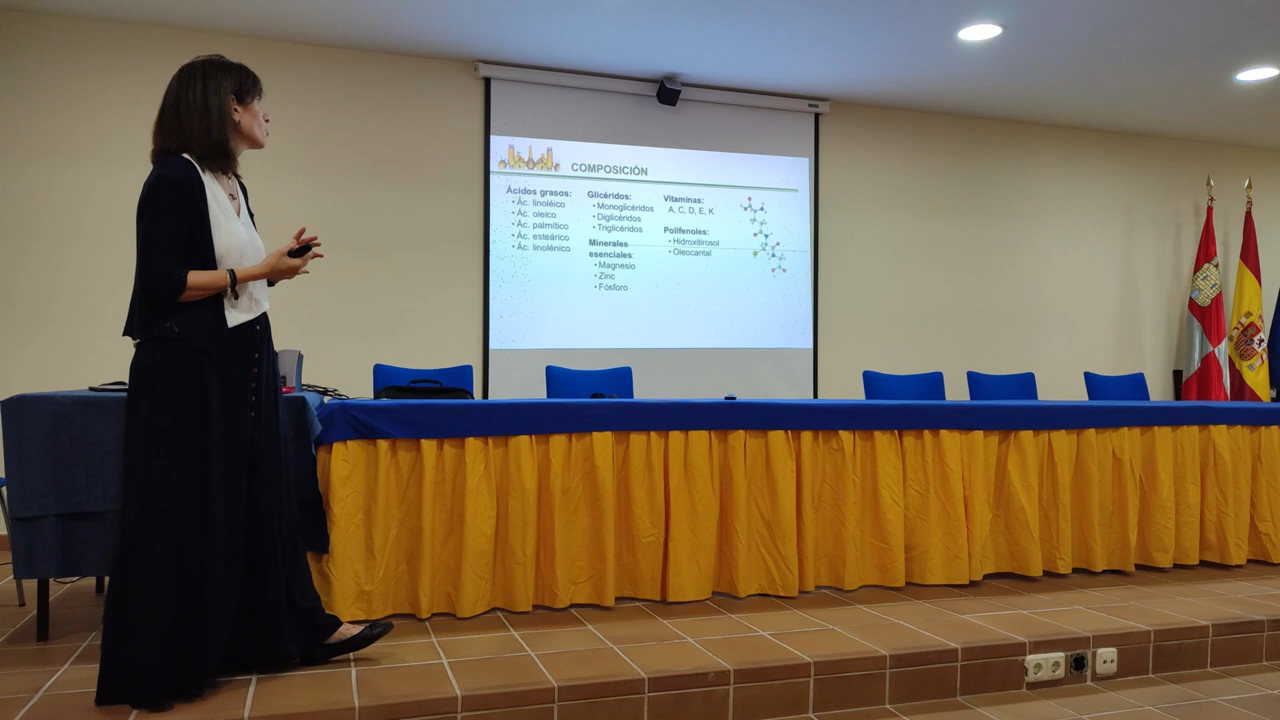 COMPOSICIÓN
Ácidos grasos:
• Ác. linoléico
• Ác. oleico
• Ác. palmítico
• Ác. esteárico
• Ác. linolénico
Glicéridos:
• Monoglicéridos
• Diglicéridos
• Triglicéridos
Minerales
esenciales:
• Magnesio
• Zinc
• Fósforo
Vitaminas:
A, C, D, E, K
Polifenoles:
• Hidroxitirosol
• Oleocantal